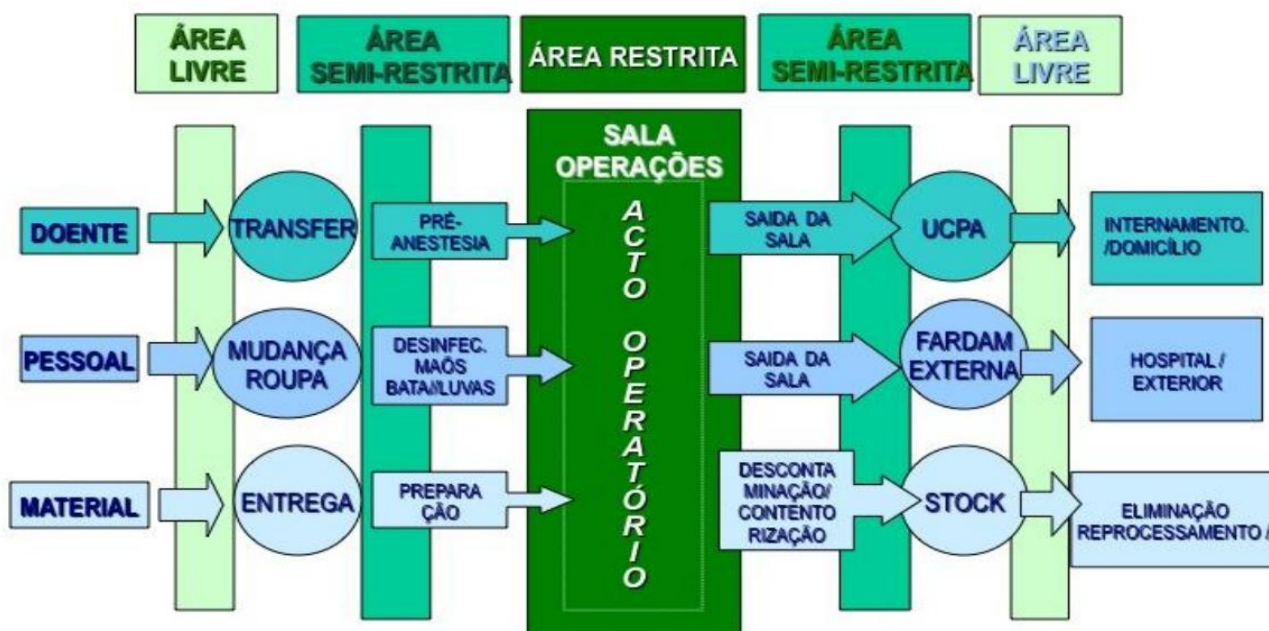 ÁREA
LIVRE
ÁREA
SEMI-RESTRITA
ÁREA RESTRITA
ÁREA
SEMI-RESTRITA
ÁREA
LIVRE
SALA
OPERAÇÕES
ACTO OPERATÓRIO
DOENTE
TRANSFER
PRÉ-
ANESTESIA
SAIDA DA
SALA
UCPA
INTERNAMENTO.
/DOMICÍLIO
PESSOAL
MUDANÇA
ROUPA
DESINFEC.
MAÕS
BATA//LUVAS
SAIDA DA
SALA
FARDAM
EXTERNA
HOSPITAL /
EXTERIOR
MATERIAL
ENTREGA
PREPARA
ÇÃO
DESCONTA
MINAÇÃO/
CONTENTO
RIZAÇÃO
STOCK
ELIMINAÇÃO
REPROCESSAMENTO /